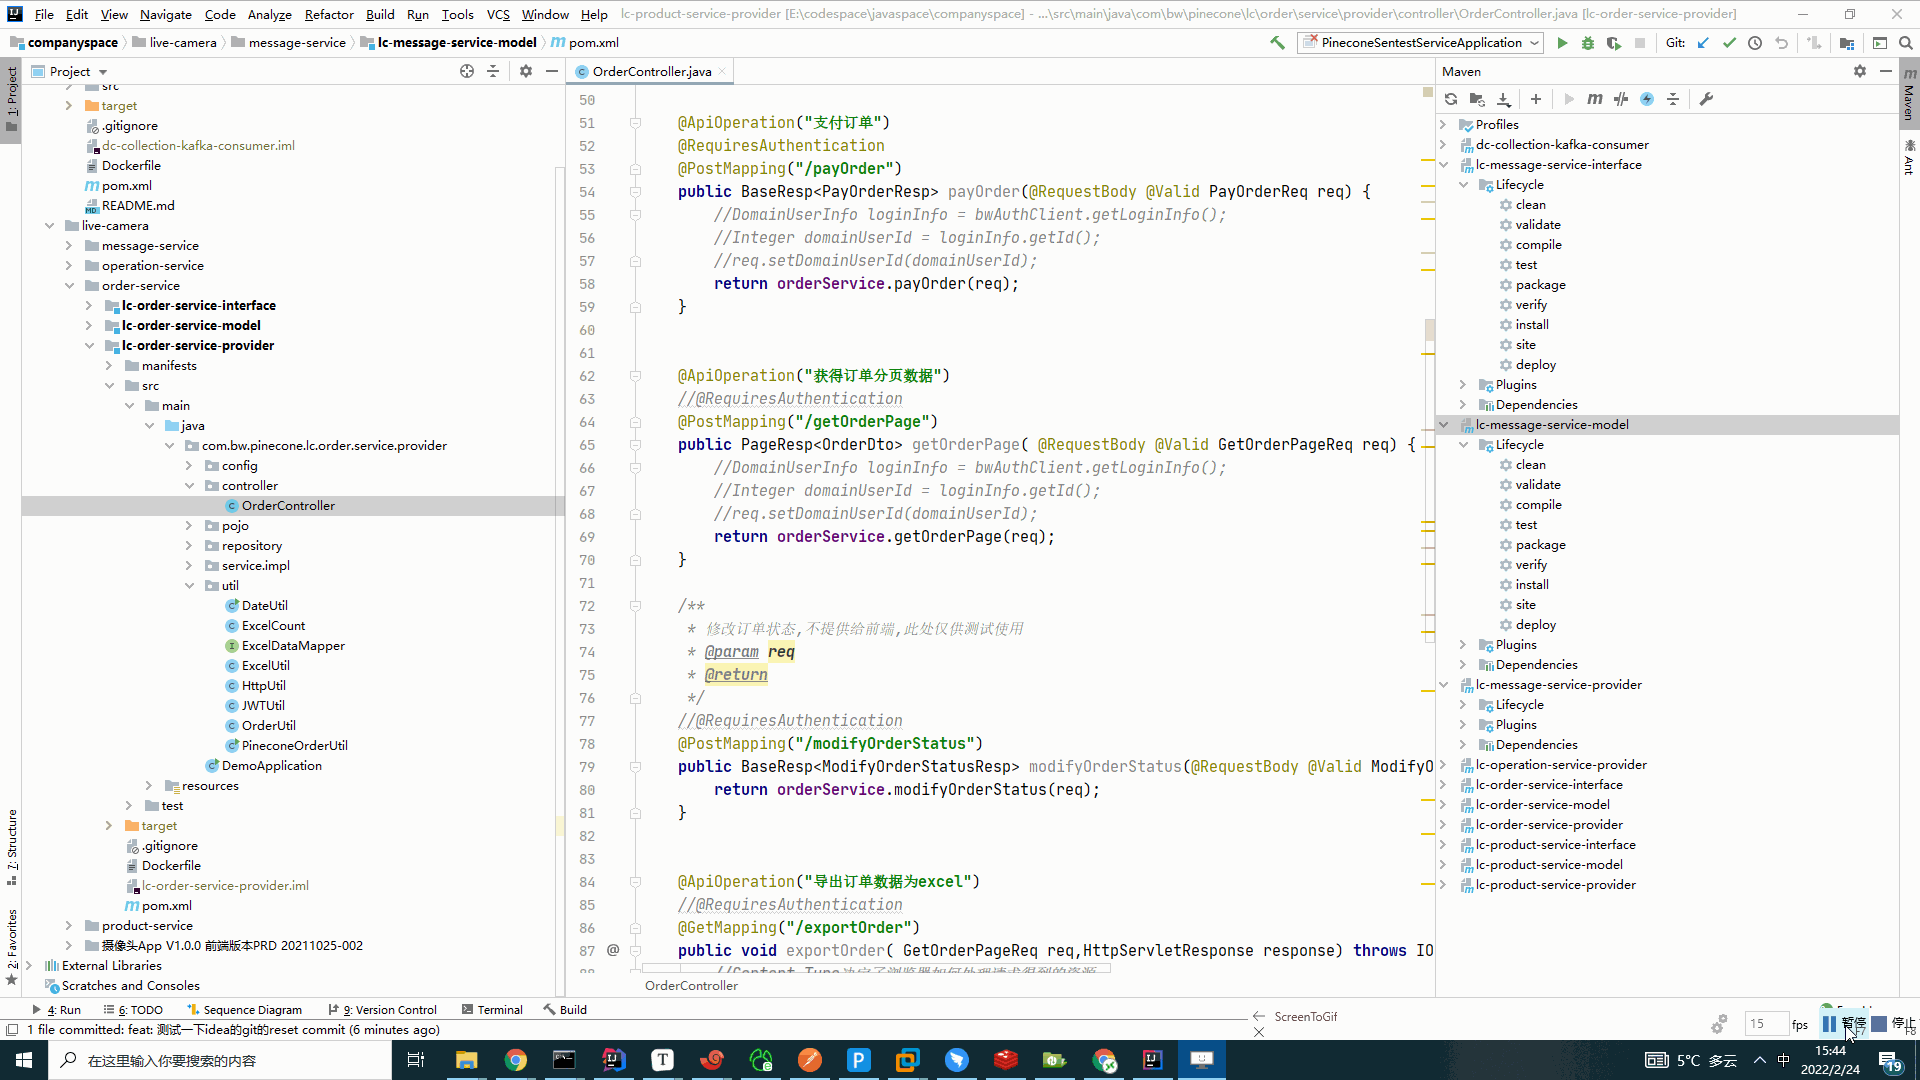 File Edit View Navigate Code Analyze Refactor Build Run Tools VCS Window Help lc-product-service-provider [E:\codespace\javaspace\companyspace] - ...\src\main\java\com\bw\pinecone\lc\order\service\provider\controller\OrderController.java [lc-order-service-provider]
companyspace live-camera message-service lc-message-service-model pom.xml
PineconeSentestServiceApplication Git:
1: Project
7: Structure
2: Favorites
Project
src
target
.gitignore
dc-collection-kafka-consumer.iml
Dockerfile
pom.xml
README.md
live-camera
message-service
operation-service
order-service
lc-order-service-interface
lc-order-service-model
lc-order-service-provider
manifests
src
main
java
com.bw.pinecone.lc.order.service.provider
config
controller
OrderController
pojo
repository
service.impl
util
DateUtil
ExcelCount
ExcelDataMapper
ExcelUtil
HttpUtil
JWTUtil
OrderUtil
PineconeOrderUtil
DemoApplication
resources
test
target
.gitignore
Dockerfile
lc-order-service-provider.iml
pom.xml
product-service
摄像头App V1.0.0 前端版本PRD 20211025-002
External Libraries
Scratches and Consoles
OrderController.java
50
51 @ApiOperation("支付订单")
52 @RequiresAuthentication
53 @PostMapping("/payOrder")
54 public BaseResp<PayOrderResp> payOrder(@RequestBody @Valid PayOrderReq req) {
55 //DomainUserInfo loginInfo = bwAuthClient.getLoginInfo();
56 //Integer domainUserId = loginInfo.getId();
57 //req.setDomainUserId(domainUserId);
58 return orderService.payOrder(req);
59 }
60
61
62 @ApiOperation("获得订单分页数据")
63 //@RequiresAuthentication
64 @PostMapping("/getOrderPage")
65 public PageResp<OrderDto> getOrderPage( @RequestBody @Valid GetOrderPageReq req) {
66 //DomainUserInfo loginInfo = bwAuthClient.getLoginInfo();
67 //Integer domainUserId = loginInfo.getId();
68 //req.setDomainUserId(domainUserId);
69 return orderService.getOrderPage(req);
70 }
71
72 /**
73 * 修改订单状态,不提供给前端,此处仅供测试使用
74 * @param req
75 * @return
76 */
77 //@RequiresAuthentication
78 @PostMapping("/modifyOrderStatus")
79 public BaseResp<ModifyOrderStatusResp> modifyOrderStatus(@RequestBody @Valid ModifyO
80 return orderService.modifyOrderStatus(req);
81 }
82
83
84 @ApiOperation("导出订单数据为excel")
85 //@RequiresAuthentication
86 @GetMapping("/exportOrder")
87 @ public void exportOrder( GetOrderPageReq req,HttpServletResponse response) throws IO
OrderController
Maven
Profiles
dc-collection-kafka-consumer
lc-message-service-interface
Lifecycle
clean
validate
compile
test
package
verify
install
site
deploy
Plugins
Dependencies
lc-message-service-model
Lifecycle
clean
validate
compile
test
package
verify
install
site
deploy
Plugins
Dependencies
lc-message-service-provider
Lifecycle
Plugins
Dependencies
lc-operation-service-provider
lc-order-service-interface
lc-order-service-model
lc-order-service-provider
lc-product-service-interface
lc-product-service-model
lc-product-service-provider
m Maven
Ant
4: Run 6: TODO Sequence Diagram 9: Version Control Terminal Build
1 file committed: feat: 测试一下idea的git的reset commit (6 minutes ago)
ScreenToGif
15 fps 暂停 F7 停止 F8
在这里输入你要搜索的内容
5°C 多云 中 15:44
2022/2/24
19